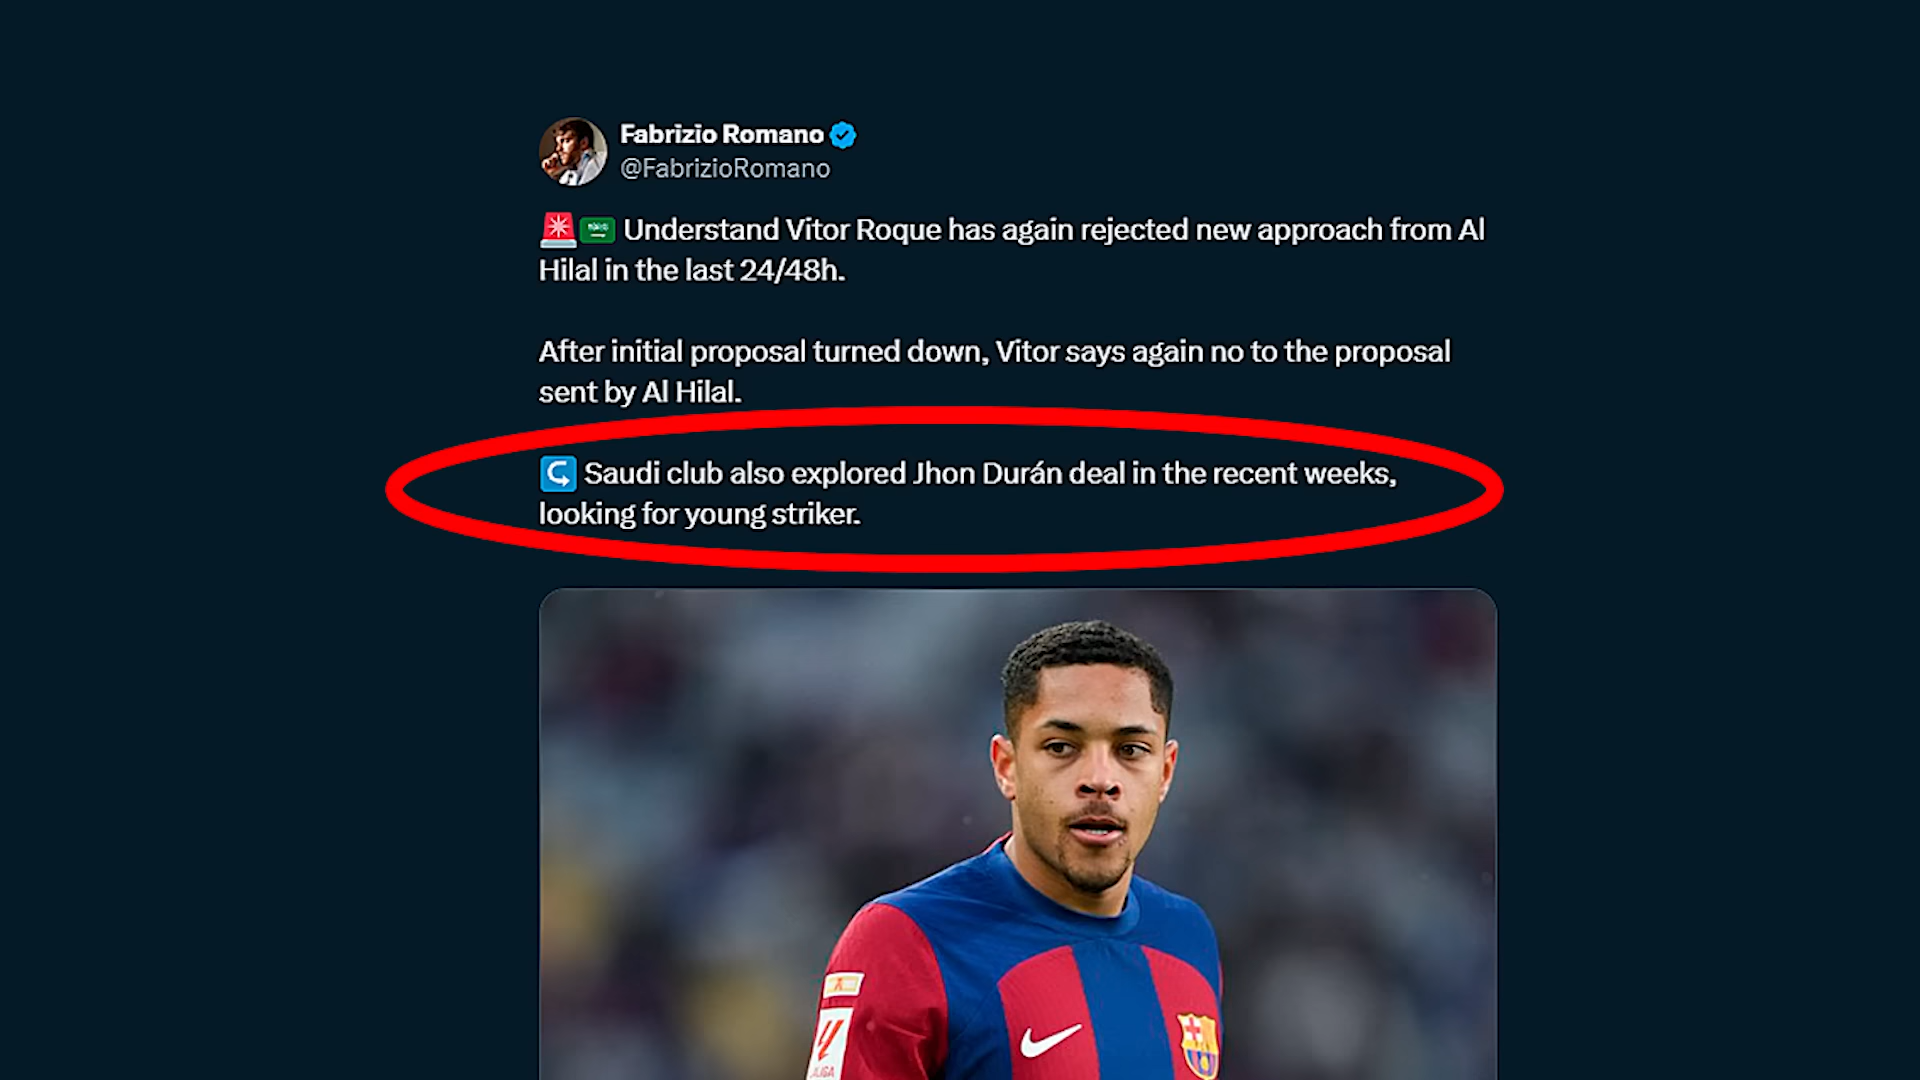 Fabrizio Romano
@FabrizioRomano
Understand Vitor Roque has again rejected new approach from Al
Hilal in the last 24/48h.
After initial proposal turned down, Vitor says again no to the proposal
sent by Al Hilal.
Saudi club also explored Jhon Durán deal in the recent weeks,
looking for young striker.